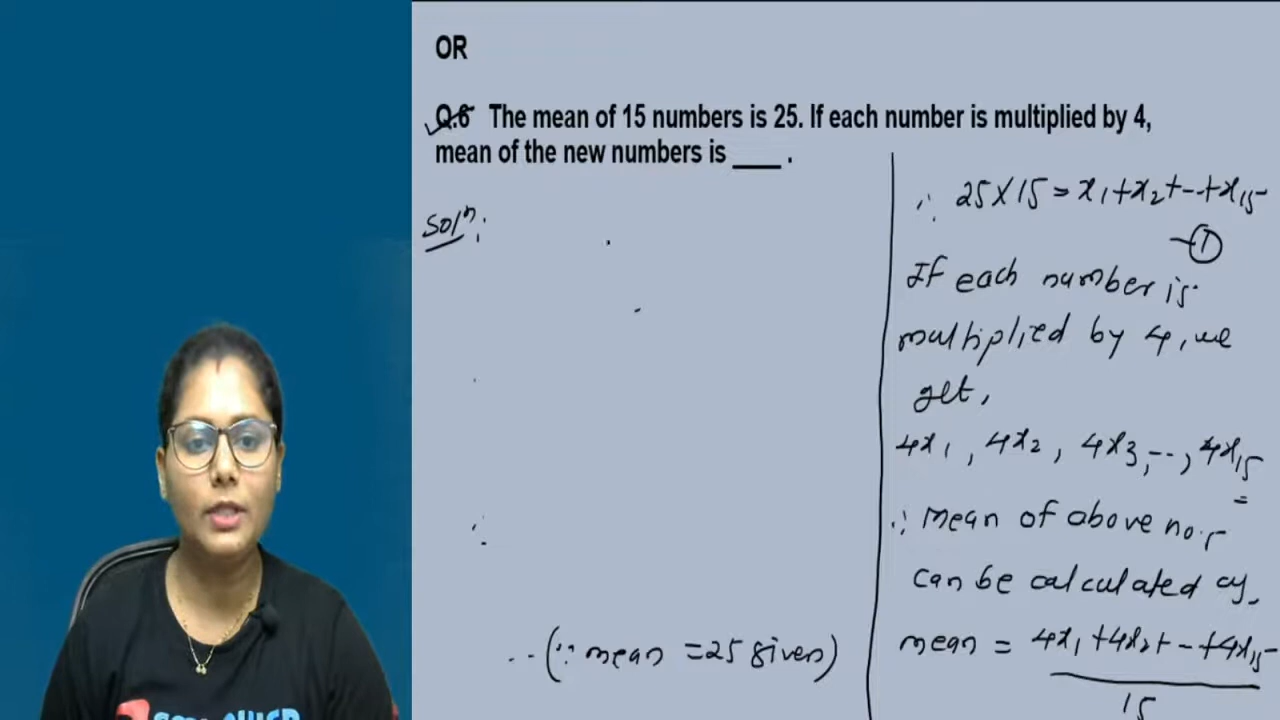 OR
Q.6 The mean of 15 numbers is 25. If each number is multiplied by 4,
mean of the new numbers is ____ .
Solⁿ:
∴
--(∵ mean = 25 given)
∴ 25 × 15 = x₁+x₂+--+x₁₅
—①
If each number is
multiplied by 4, we
get,
4x₁, 4x₂, 4x₃,--, 4x₁₅
∴ mean of above no.s
can be calculated as,
mean = 4x₁+4x₂+--+4x₁₅
15